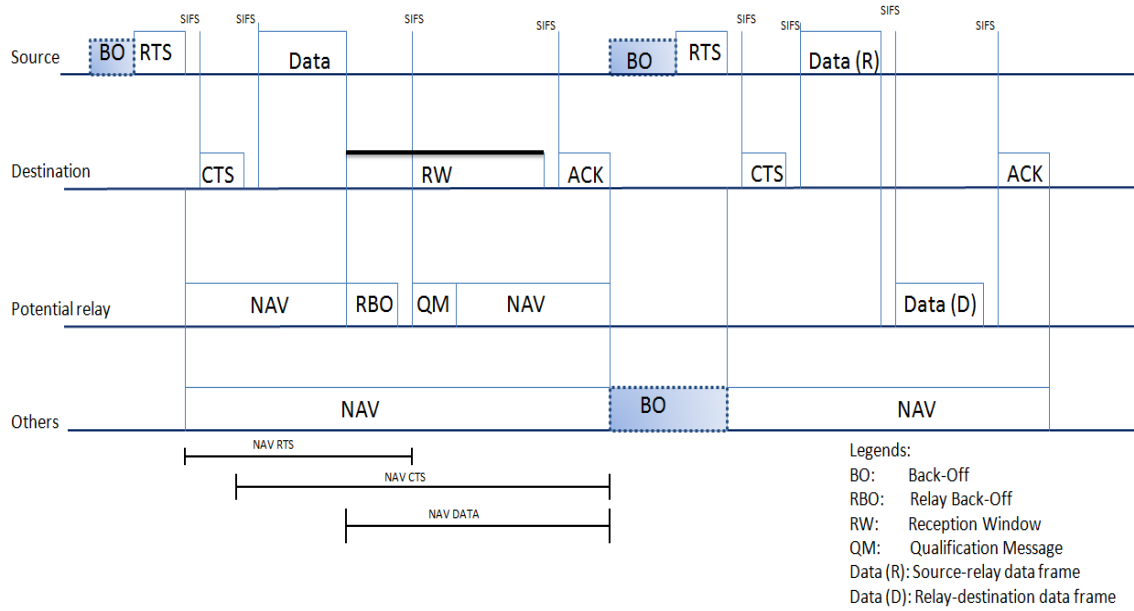 SIFS SIFS SIFS SIFS SIFS SIFS SIFS SIFS
Source BO RTS Data BO RTS Data (R)
Destination CTS RW ACK CTS ACK
Potential relay NAV RBO QM NAV Data (D)
Others NAV BO NAV
NAV RTS
NAV CTS
NAV DATA
Legends:
BO: Back-Off
RBO: Relay Back-Off
RW: Reception Window
QM: Qualification Message
Data (R): Source-relay data frame
Data (D): Relay-destination data frame